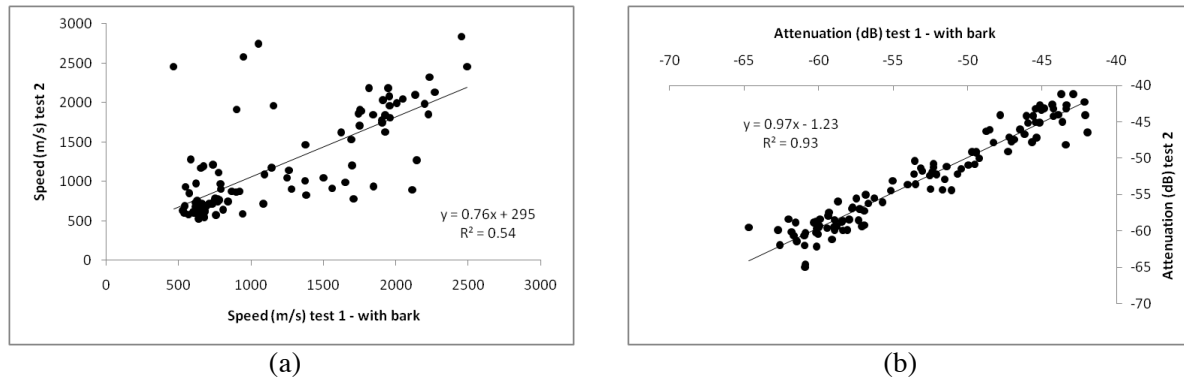 3000
2500
2000
1500
1000
500
0
Speed (m/s) test 2
y = 0.76x + 295
R² = 0.54
0 500 1000 1500 2000 2500 3000
Speed (m/s) test 1 - with bark
(a)
Attenuation (dB) test 1 - with bark
-70 -65 -60 -55 -50 -45 -40
-40
-45
-50
-55
-60
-65
-70
Attenuation (dB) test 2
y = 0.97x - 1.23
R² = 0.93
(b)